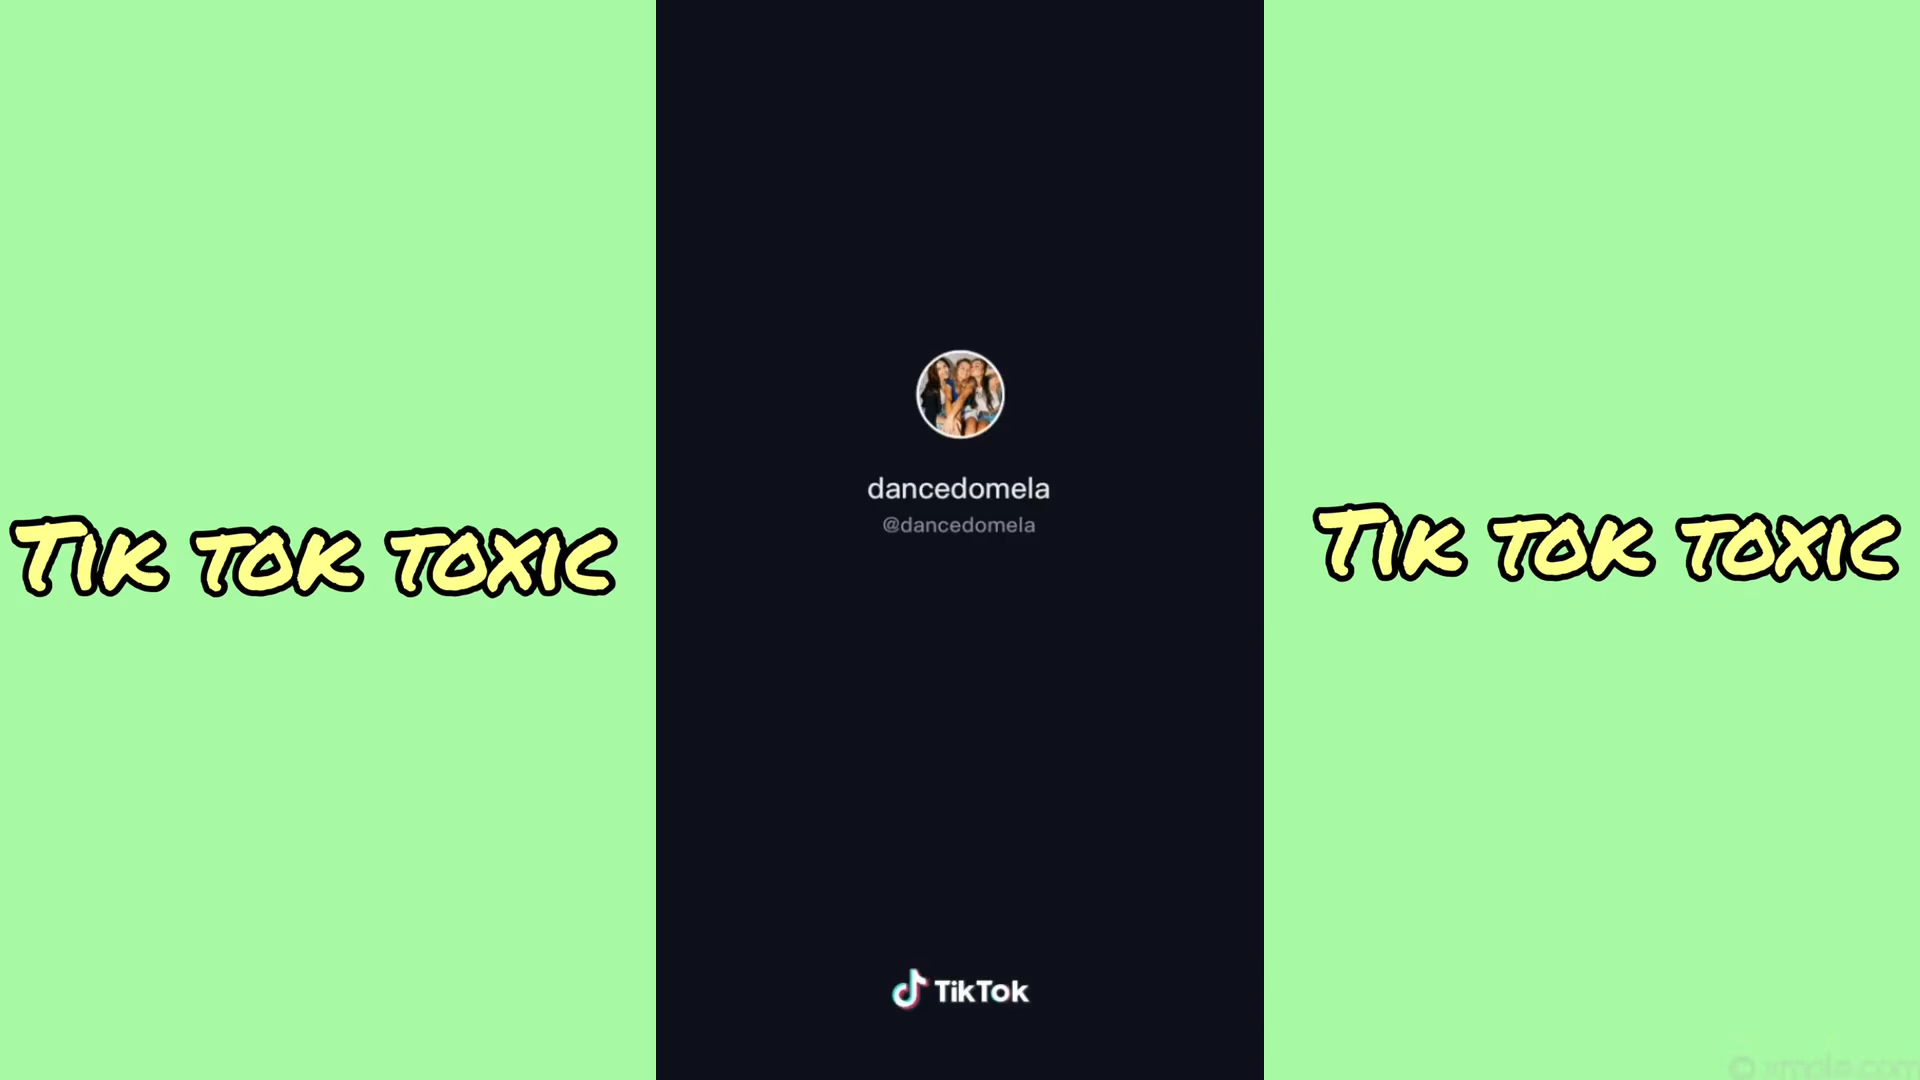 Tik tok toxic
dancedomela
@dancedomela
Tik tok toxic
TikTok